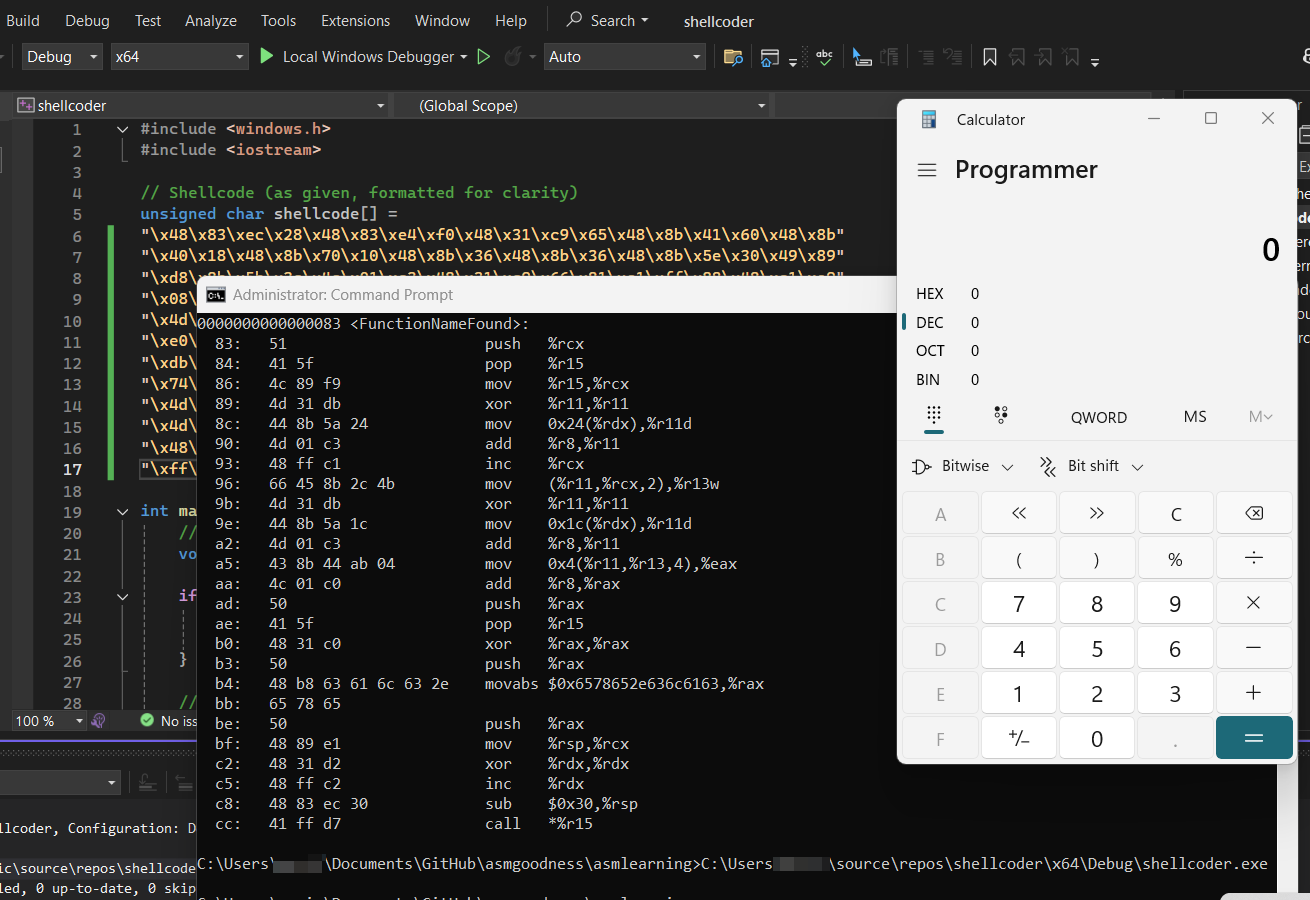 Build Debug Test Analyze Tools Extensions Window Help Search shellcoder
Debug x64 Local Windows Debugger Auto
shellcoder (Global Scope)
1 #include <windows.h>
2 #include <iostream>
3
4 // Shellcode (as given, formatted for clarity)
5 unsigned char shellcode[] =
6 "\x48\x83\xec\x28\x48\x83\xe4\xf0\x48\x31\xc9\x65\x48\x8b\x41\x60\x48\x8b"
7 "\x40\x18\x48\x8b\x70\x10\x48\x8b\x36\x48\x8b\x36\x48\x8b\x5e\x30\x49\x89"
8 "\xd8
9 "\x08
10 "\x4d\
11 "\xe0\
12 "\xdb\
13 "\x74\
14 "\x4d\
15 "\x4d\
16 "\x48\
17 "\xff\
18
19 int ma
20 //
21 vo
22
23 if
24
25
26 }
27
28 //
100 % No iss
llcoder, Configuration: D
ic\source\repos\shellcode
led, 0 up-to-date, 0 skip
Administrator: Command Prompt
0000000000000083 <FunctionNameFound>:
83: 51 push %rcx
84: 41 5f pop %r15
86: 4c 89 f9 mov %r15,%rcx
89: 4d 31 db xor %r11,%r11
8c: 44 8b 5a 24 mov 0x24(%rdx),%r11d
90: 4d 01 c3 add %r8,%r11
93: 48 ff c1 inc %rcx
96: 66 45 8b 2c 4b mov (%r11,%rcx,2),%r13w
9b: 4d 31 db xor %r11,%r11
9e: 44 8b 5a 1c mov 0x1c(%rdx),%r11d
a2: 4d 01 c3 add %r8,%r11
a5: 43 8b 44 ab 04 mov 0x4(%r11,%r13,4),%eax
aa: 4c 01 c0 add %r8,%rax
ad: 50 push %rax
ae: 41 5f pop %r15
b0: 48 31 c0 xor %rax,%rax
b3: 50 push %rax
b4: 48 b8 63 61 6c 63 2e movabs $0x6578652e636c6163,%rax
bb: 65 78 65
be: 50 push %rax
bf: 48 89 e1 mov %rsp,%rcx
c2: 48 31 d2 xor %rdx,%rdx
c5: 48 ff c2 inc %rdx
c8: 48 83 ec 30 sub $0x30,%rsp
cc: 41 ff d7 call *%r15
C:\Users\ \Documents\GitHub\asmgoodness\asmlearning>C:\Users \source\repos\shellcoder\x64\Debug\shellcoder.exe
Calculator
Programmer
0
HEX 0
DEC 0
OCT 0
BIN 0
QWORD MS M
Bitwise Bit shift
A << >> C
B ( ) % ÷
C 7 8 9 ×
D 4 5 6 −
E 1 2 3 +
F +/− 0 . =